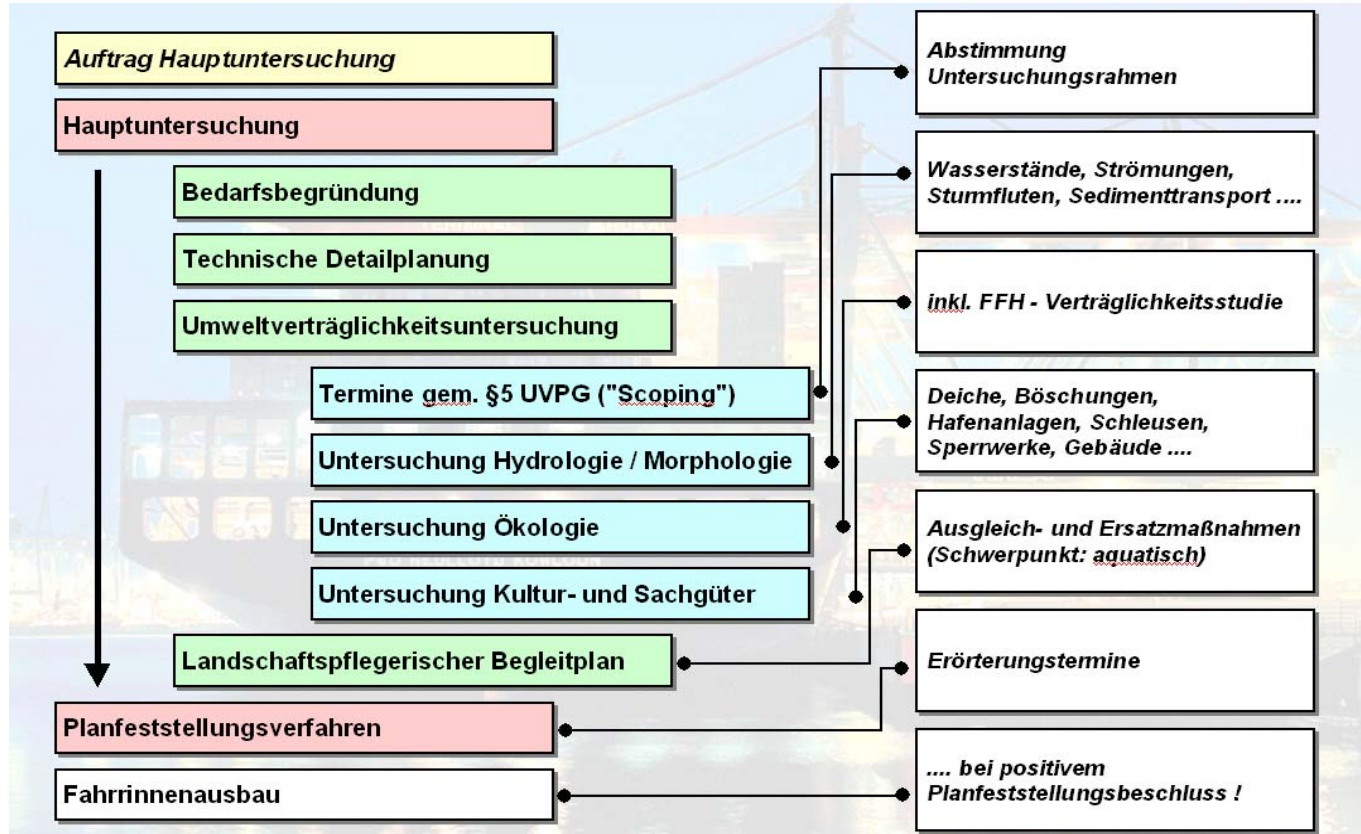 Auftrag Hauptuntersuchung
Hauptuntersuchung
Bedarfsbegründung
Technische Detailplanung
Umweltverträglichkeitsuntersuchung
Termine gem. §5 UVPG ("Scoping")
Untersuchung Hydrologie / Morphologie
Untersuchung Ökologie
Untersuchung Kultur- und Sachgüter
Landschaftspflegerischer Begleitplan
Planfeststellungsverfahren
Fahrrinnenausbau
Abstimmung
Untersuchungsrahmen
Wasserstände, Strömungen,
Sturmfluten, Sedimenttransport ....
inkl. FFH - Verträglichkeitsstudie
Deiche, Böschungen,
Hafenanlagen, Schleusen,
Sperrwerke, Gebäude ....
Ausgleich- und Ersatzmaßnahmen
(Schwerpunkt: aquatisch)
Erörterungstermine
.... bei positivem
Planfeststellungsbeschluss !